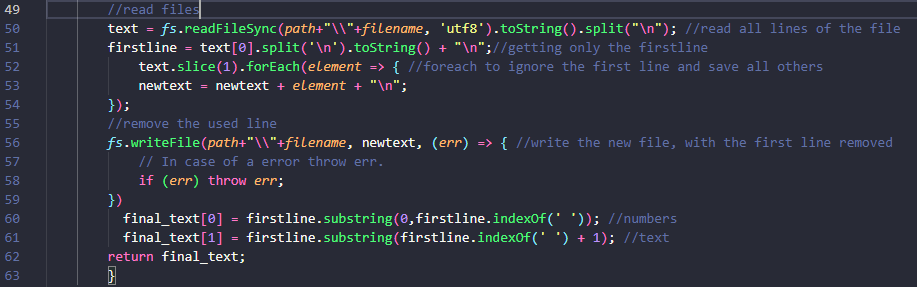 49 //read files
50 text = fs.readFileSync(path+"\\"+filename, 'utf8').toString().split("\n"); //read all lines of the file
51 firstline = text[0].split('\n').toString() + "\n";//getting only the firstline
52 text.slice(1).forEach(element => { //foreach to ignore the first line and save all others
53 newtext = newtext + element + "\n";
54 });
55 //remove the used line
56 fs.writeFile(path+"\\"+filename, newtext, (err) => { //write the new file, with the first line removed
57 // In case of a error throw err.
58 if (err) throw err;
59 })
60 final_text[0] = firstline.substring(0,firstline.indexOf(' ')); //numbers
61 final_text[1] = firstline.substring(firstline.indexOf(' ') + 1); //text
62 return final_text;
63 }